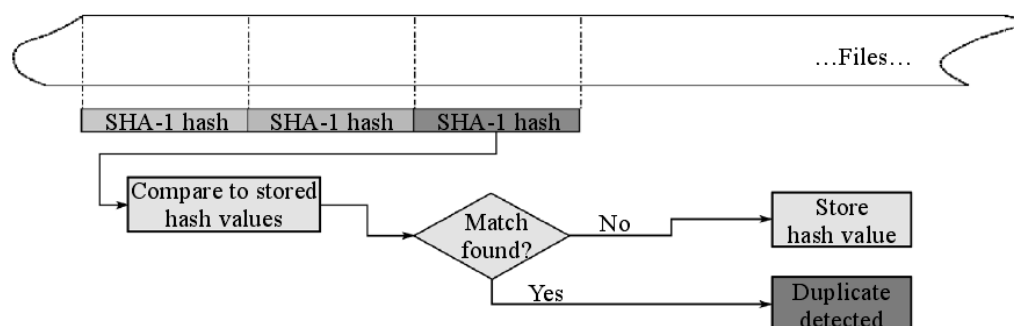 ...Files...
SHA-1 hash SHA-1 hash SHA-1 hash
Compare to stored
hash values
Match
found?
No
Store
hash value
Yes
Duplicate
detected